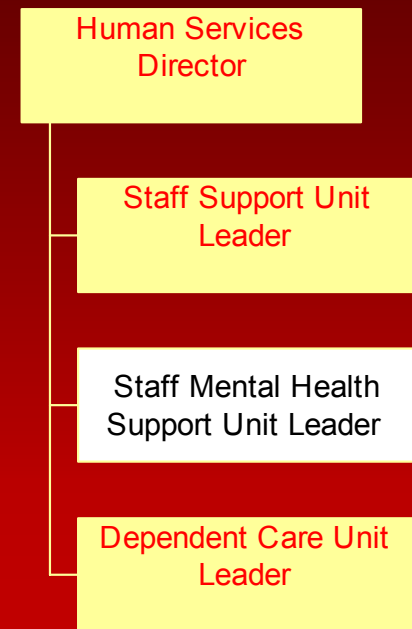 Human Services
Director
Staff Support Unit
Leader
Staff Mental Health
Support Unit Leader
Dependent Care Unit
Leader